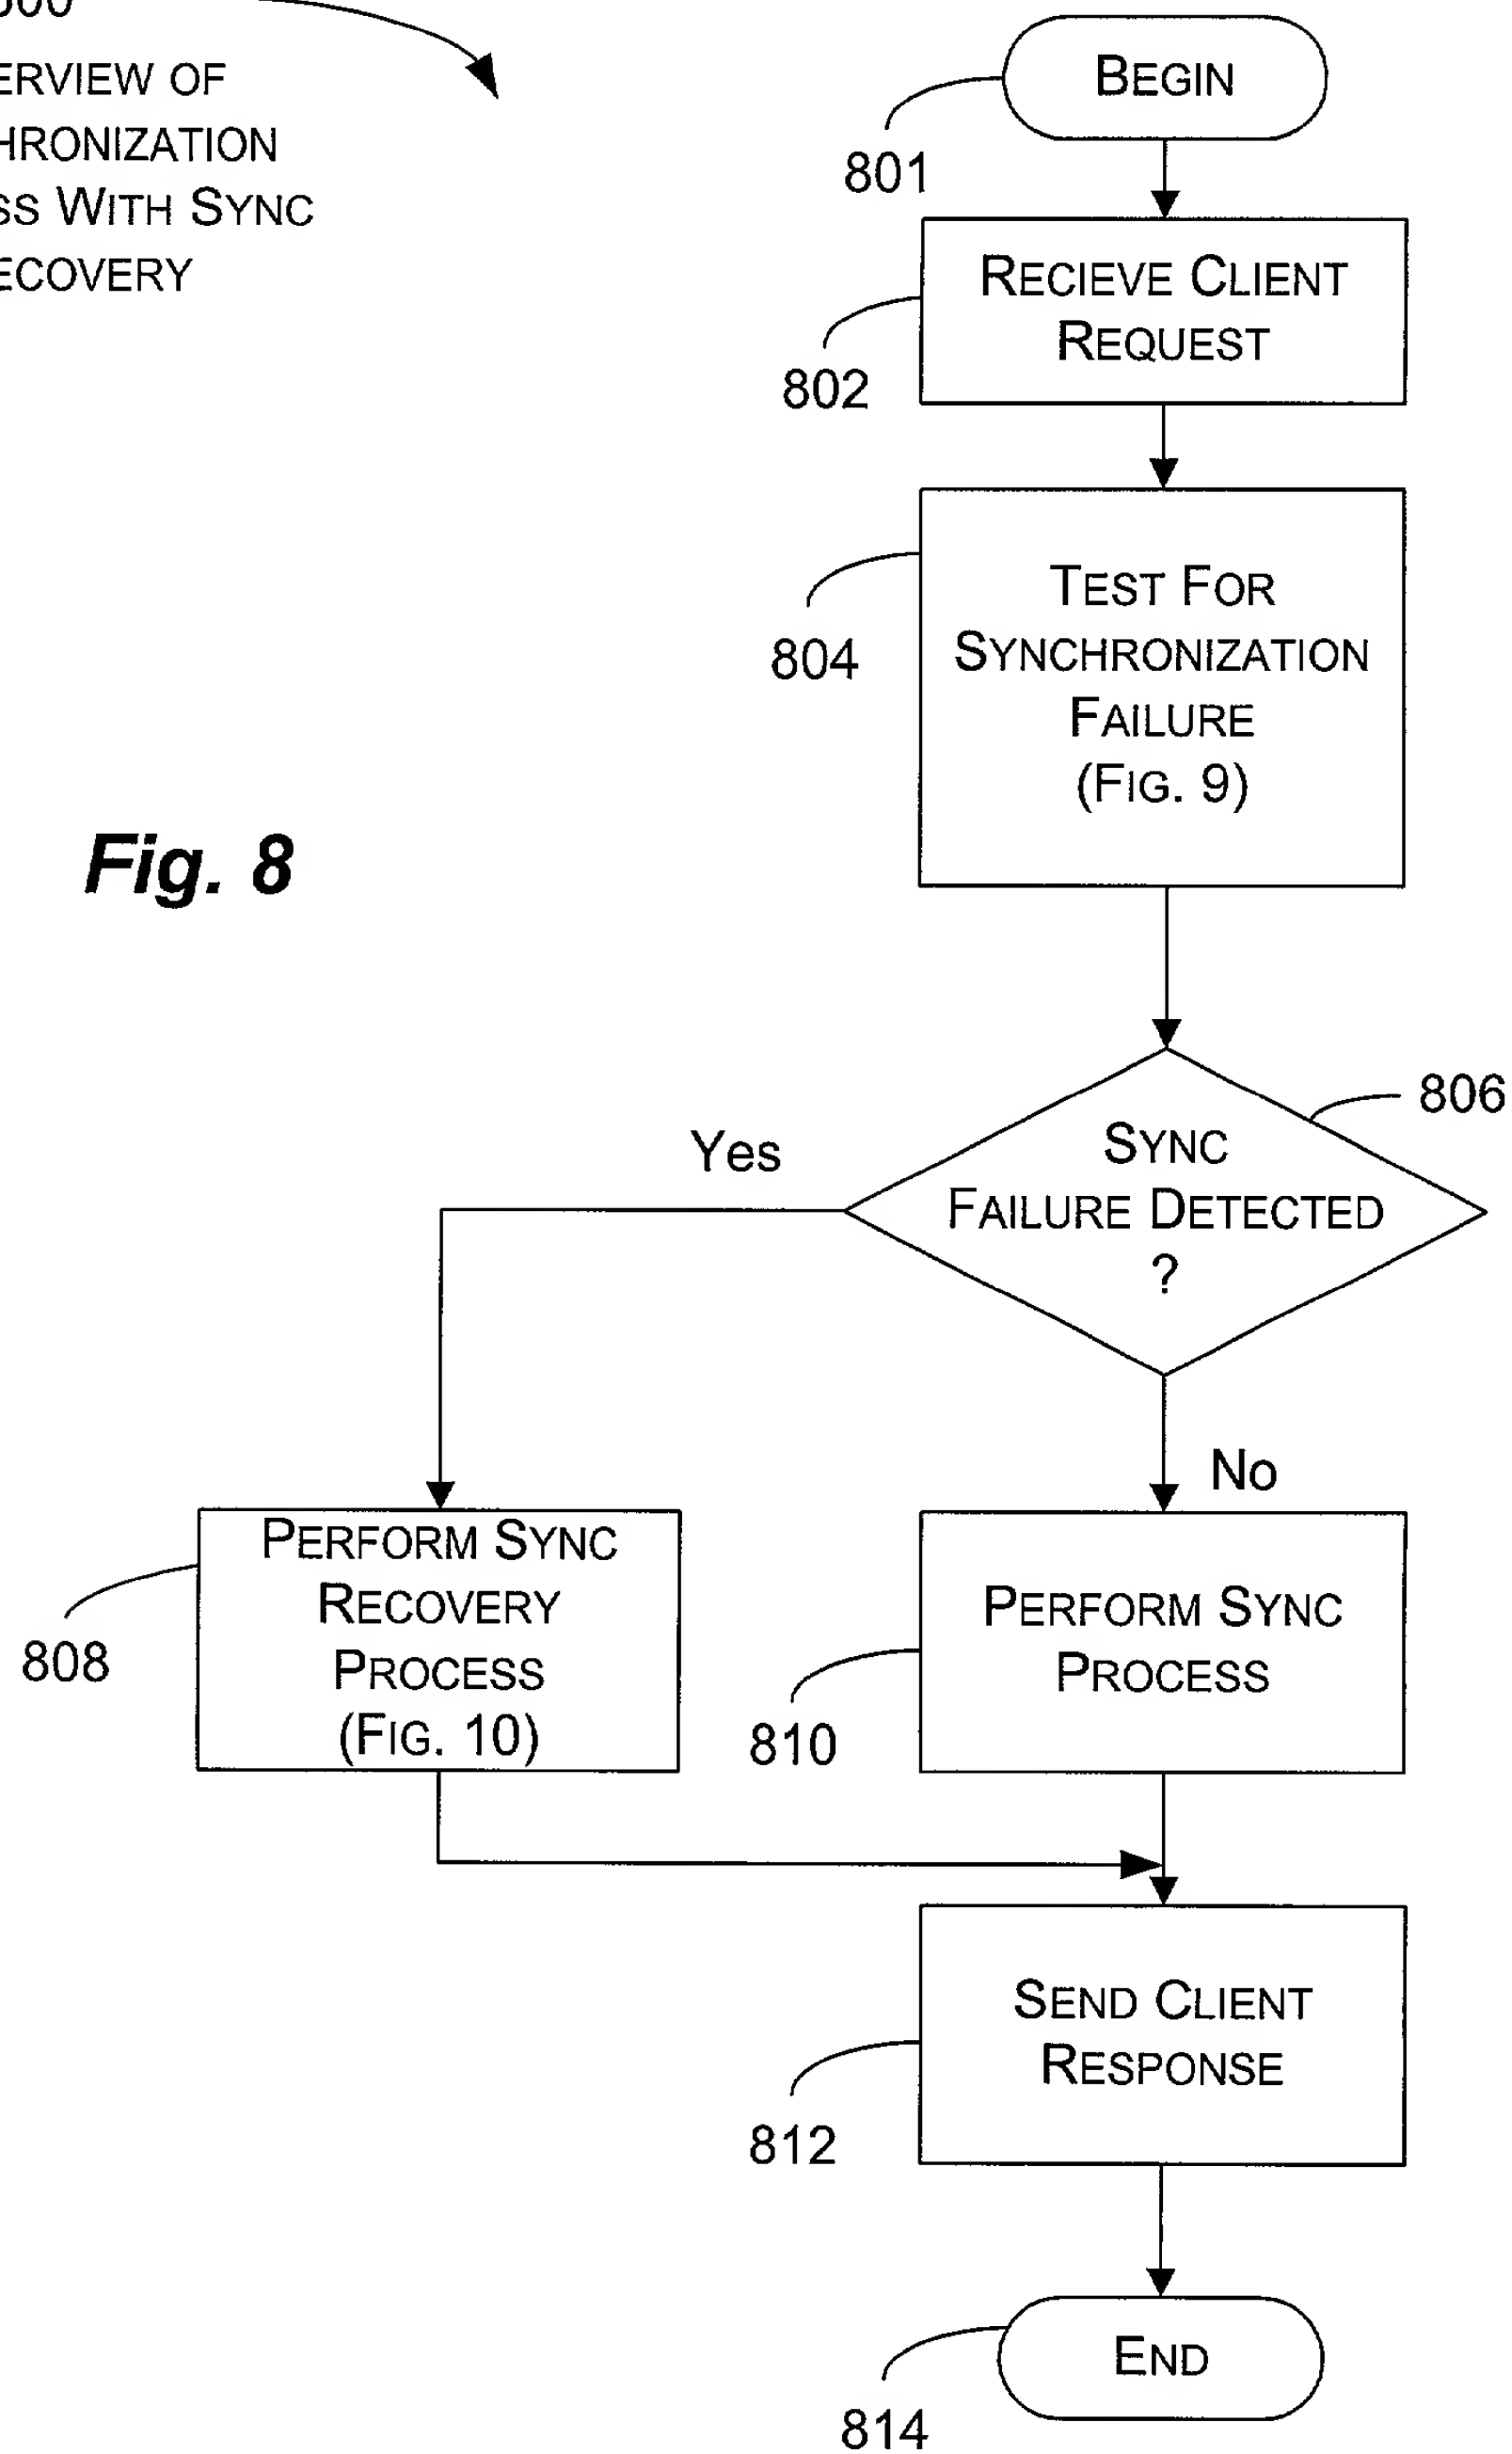 ERVIEW OF
HRONIZATION
SS WITH SYNC
ECOVERY
BEGIN
801
RECIEVE CLIENT
REQUEST
802
TEST FOR
SYNCHRONIZATION
FAILURE
(FIG. 9)
804
Fig. 8
806
SYNC
FAILURE DETECTED
?
Yes
No
PERFORM SYNC
RECOVERY
PROCESS
(FIG. 10)
808
PERFORM SYNC
PROCESS
810
SEND CLIENT
RESPONSE
812
END
814